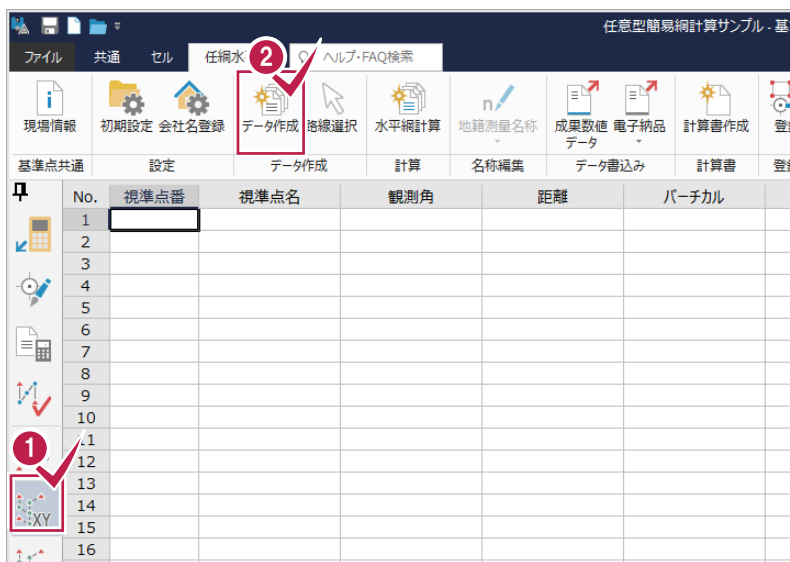 任意型簡易網計算サンプル - 基
ファイル 共通 セル 任網水 ヘルプ・FAQ検索
2
現場情報 初期設定 会社名登録 データ作成 路線選択 水平網計算 地籍測量名称 成果数値データ 電子納品 計算書作成 登
基準点共通 設定 データ作成 計算 名称編集 データ書込み 計算書 登
No. 視準点番 視準点名 観測角 距離 バーチカル
1
2
3
4
5
6
7
8
9
10
1 11
12
13
XY 14
15
16